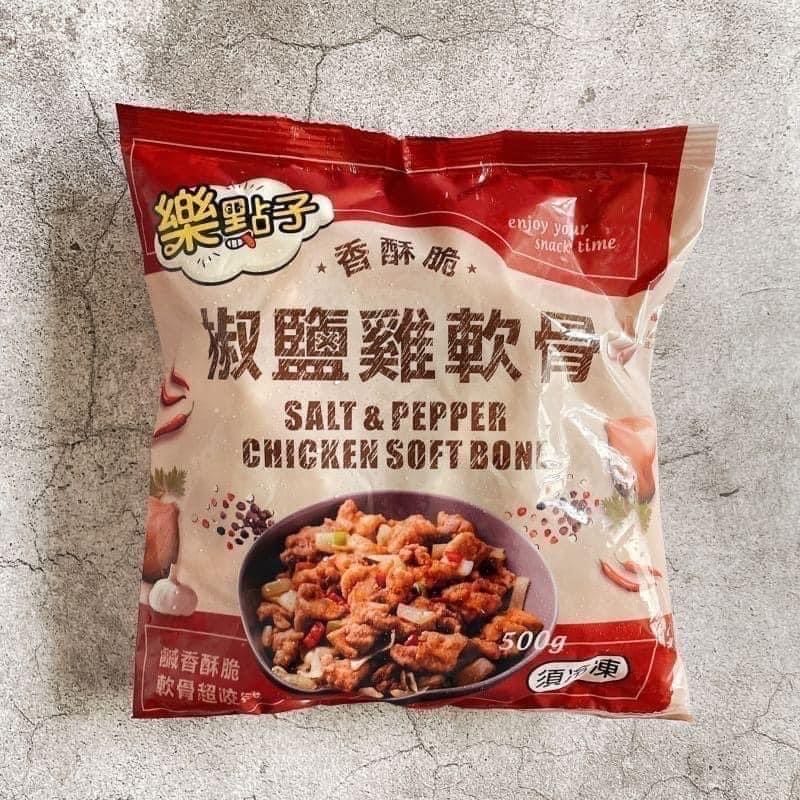 樂點子
enjoy your
snack time
香酥脆
椒鹽雞軟骨
SALT & PEPPER
CHICKEN SOFT BONE
500g
須冷凍
鹹香酥脆
軟骨超咬